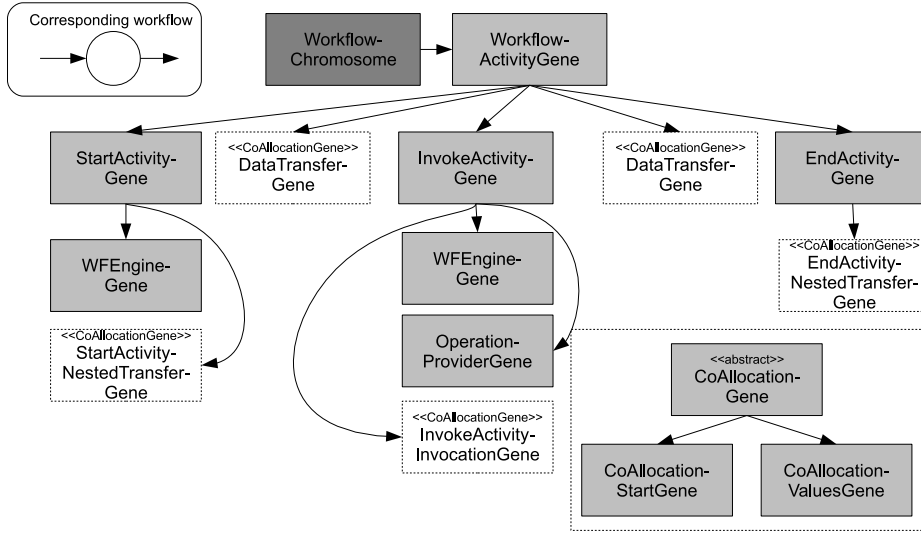 Corresponding workflow
Workflow-
Chromosome
Workflow-
ActivityGene
StartActivity-
Gene
<<CoAllocationGene>>
DataTransfer-
Gene
InvokeActivity-
Gene
<<CoAllocationGene>>
DataTransfer-
Gene
EndActivity-
Gene
WFEngine-
Gene
WFEngine-
Gene
<<CoAllocationGene>>
EndActivity-
NestedTransfer-
Gene
<<CoAllocationGene>>
StartActivity-
NestedTransfer-
Gene
Operation-
ProviderGene
<<CoAllocationGene>>
InvokeActivity-
InvocationGene
<<abstract>>
CoAllocation-
Gene
CoAllocation-
StartGene
CoAllocation-
ValuesGene